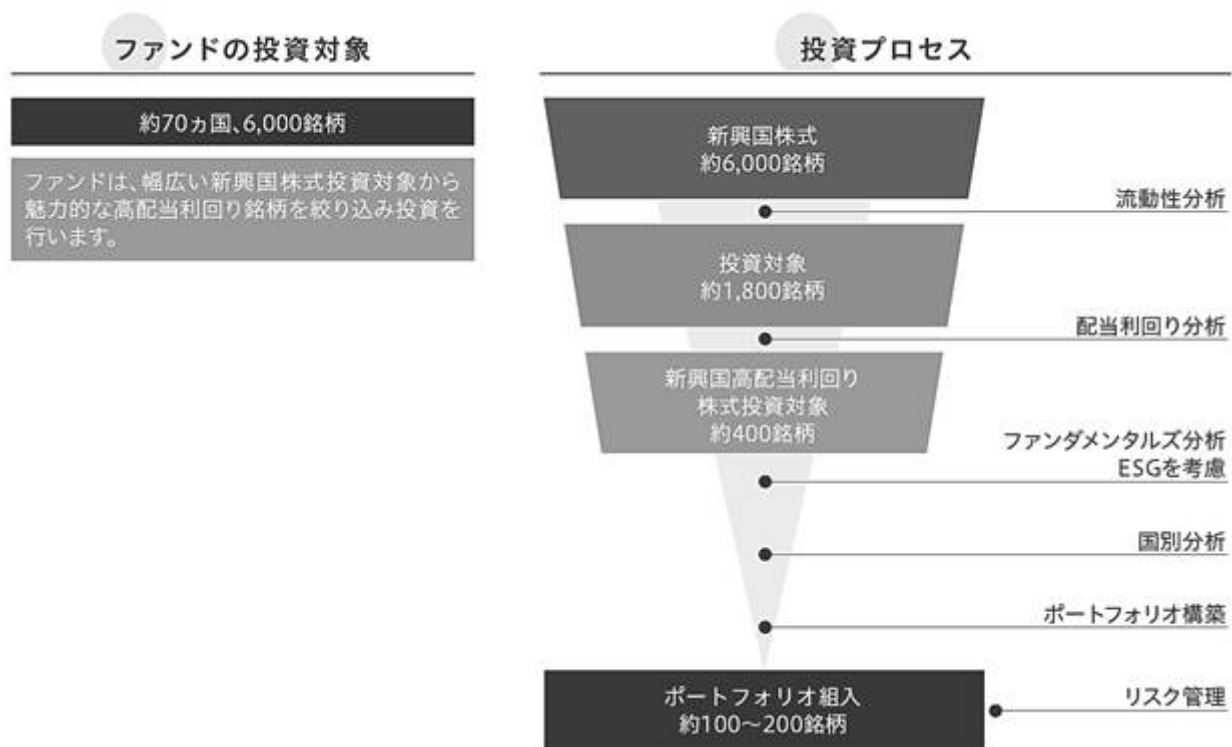 ファンドの投資対象
約70ヵ国、6,000銘柄
ファンドは、幅広い新興国株式投資対象から
魅力的な高配当利回り銘柄を絞り込み投資を
行います。
投資プロセス
新興国株式
約6,000銘柄
流動性分析
投資対象
約1,800銘柄
配当利回り分析
新興国高配当利回り
株式投資対象
約400銘柄
ファンダメンタルズ分析
ESGを考慮
国別分析
ポートフォリオ構築
ポートフォリオ組入
約100～200銘柄
リスク管理